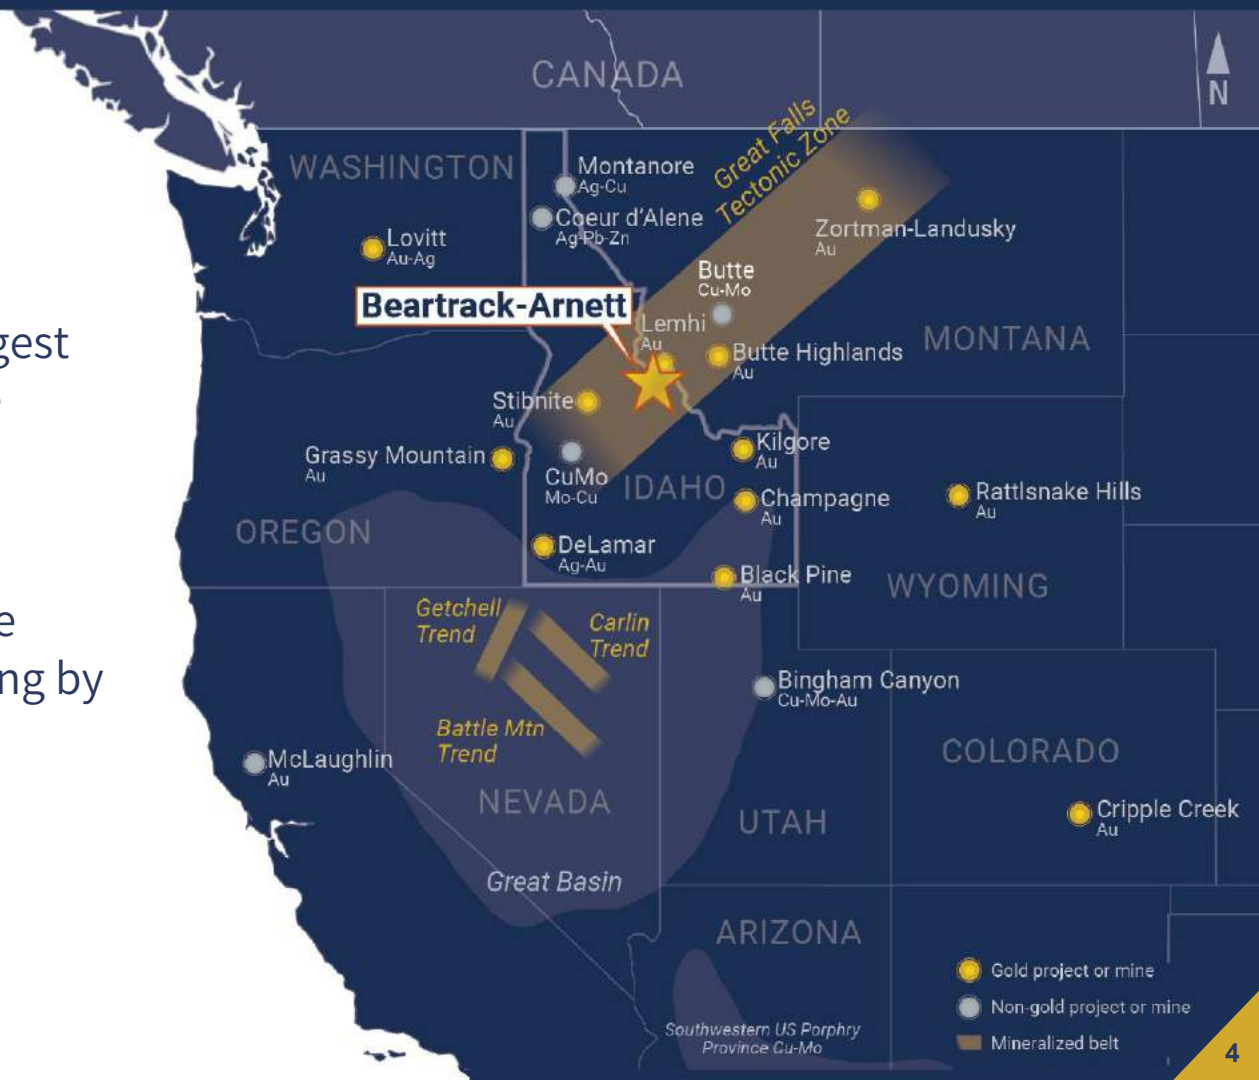 CANADA
N
Great Falls
Tectonic Zone
WASHINGTON
Montanore
Ag-Cu
Coeur d'Alene
Ag-Pb-Zn
Zortman-Landusky
Au
Lovitt
Au-Ag
Butte
Cu-Mo
Beartrack-Arnett
Lemhi
Au
gest
MONTANA
Butte Highlands
Au
Stibnite
Au
Kilgore
Au
Grassy Mountain
Au
CuMo
Mo-Cu
IDAHO
Champagne
Au
Rattlsnake Hills
Au
OREGON
DeLamar
Ag-Au
Black Pine
Au
WYOMING
Getchell
Trend
Carlin
Trend
e
ng by
Bingham Canyon
Cu-Mo-Au
Battle Mtn
Trend
McLaughlin
Au
COLORADO
NEVADA
UTAH
Cripple Creek
Au
Great Basin
ARIZONA
Gold project or mine
Non-gold project or mine
Mineralized belt
Southwestern US Porphry
Province Cu-Mo
4